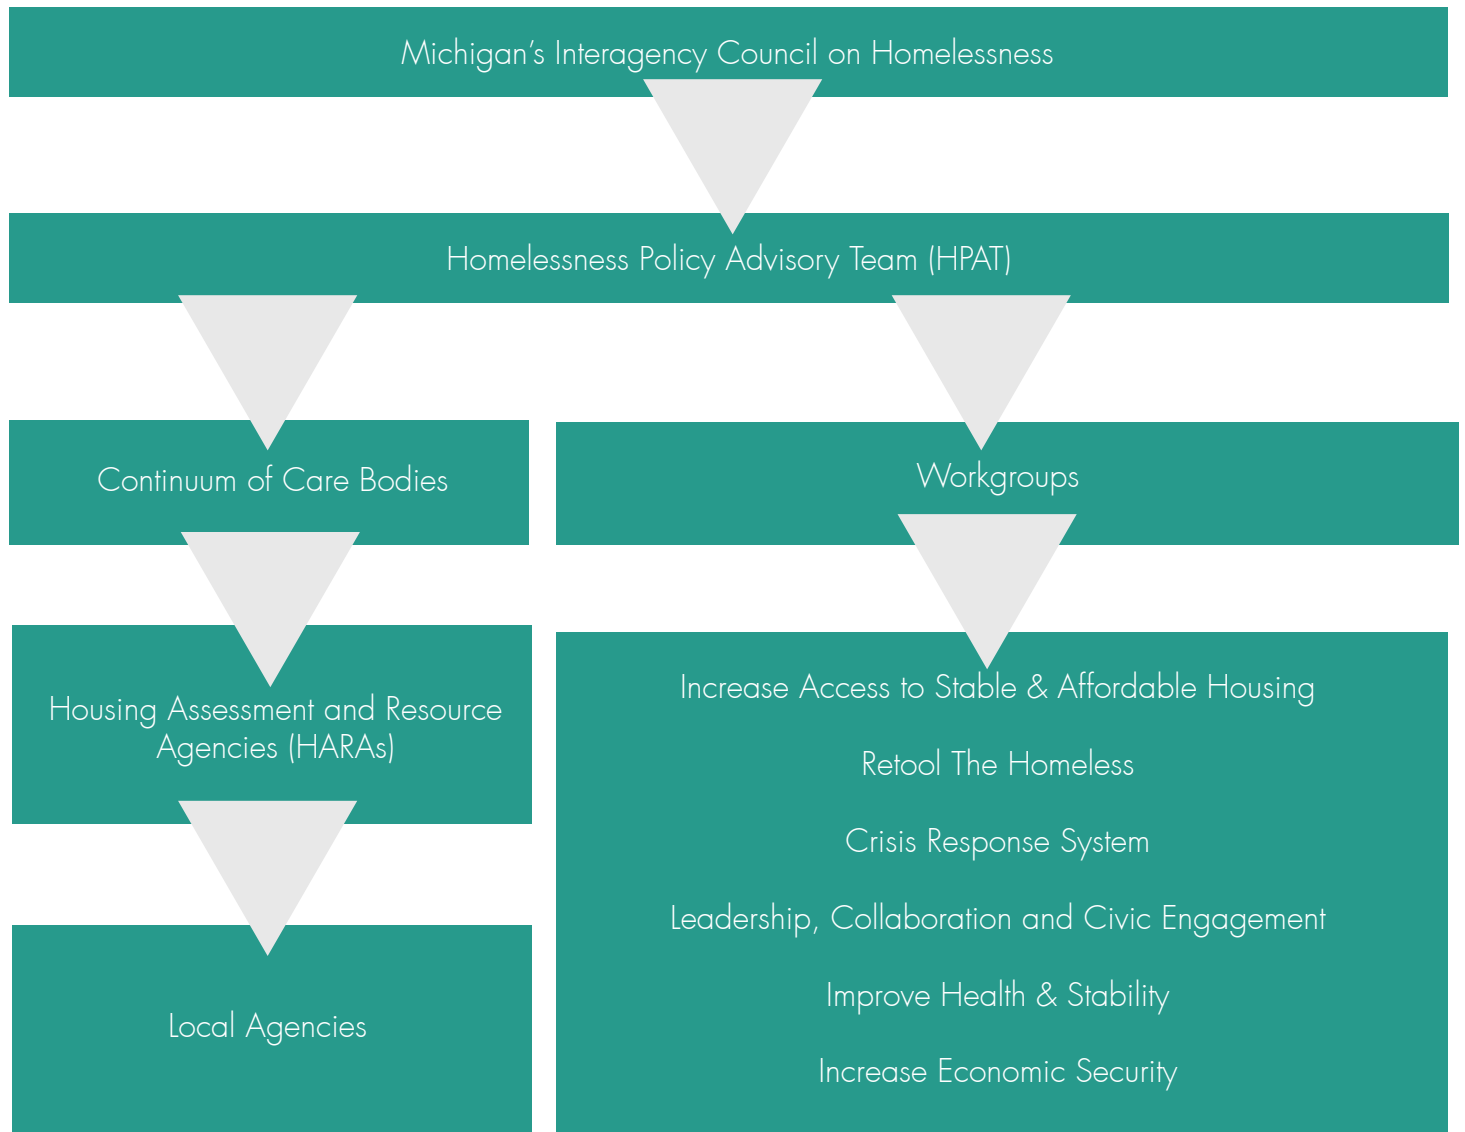 Michigan’s Interagency Council on Homelessness
Homelessness Policy Advisory Team (HPAT)
Continuum of Care Bodies
Workgroups
Housing Assessment and Resource
Agencies (HARAs)
Local Agencies
Increase Access to Stable & Affordable Housing
Retool The Homeless
Crisis Response System
Leadership, Collaboration and Civic Engagement
Improve Health & Stability
Increase Economic Security